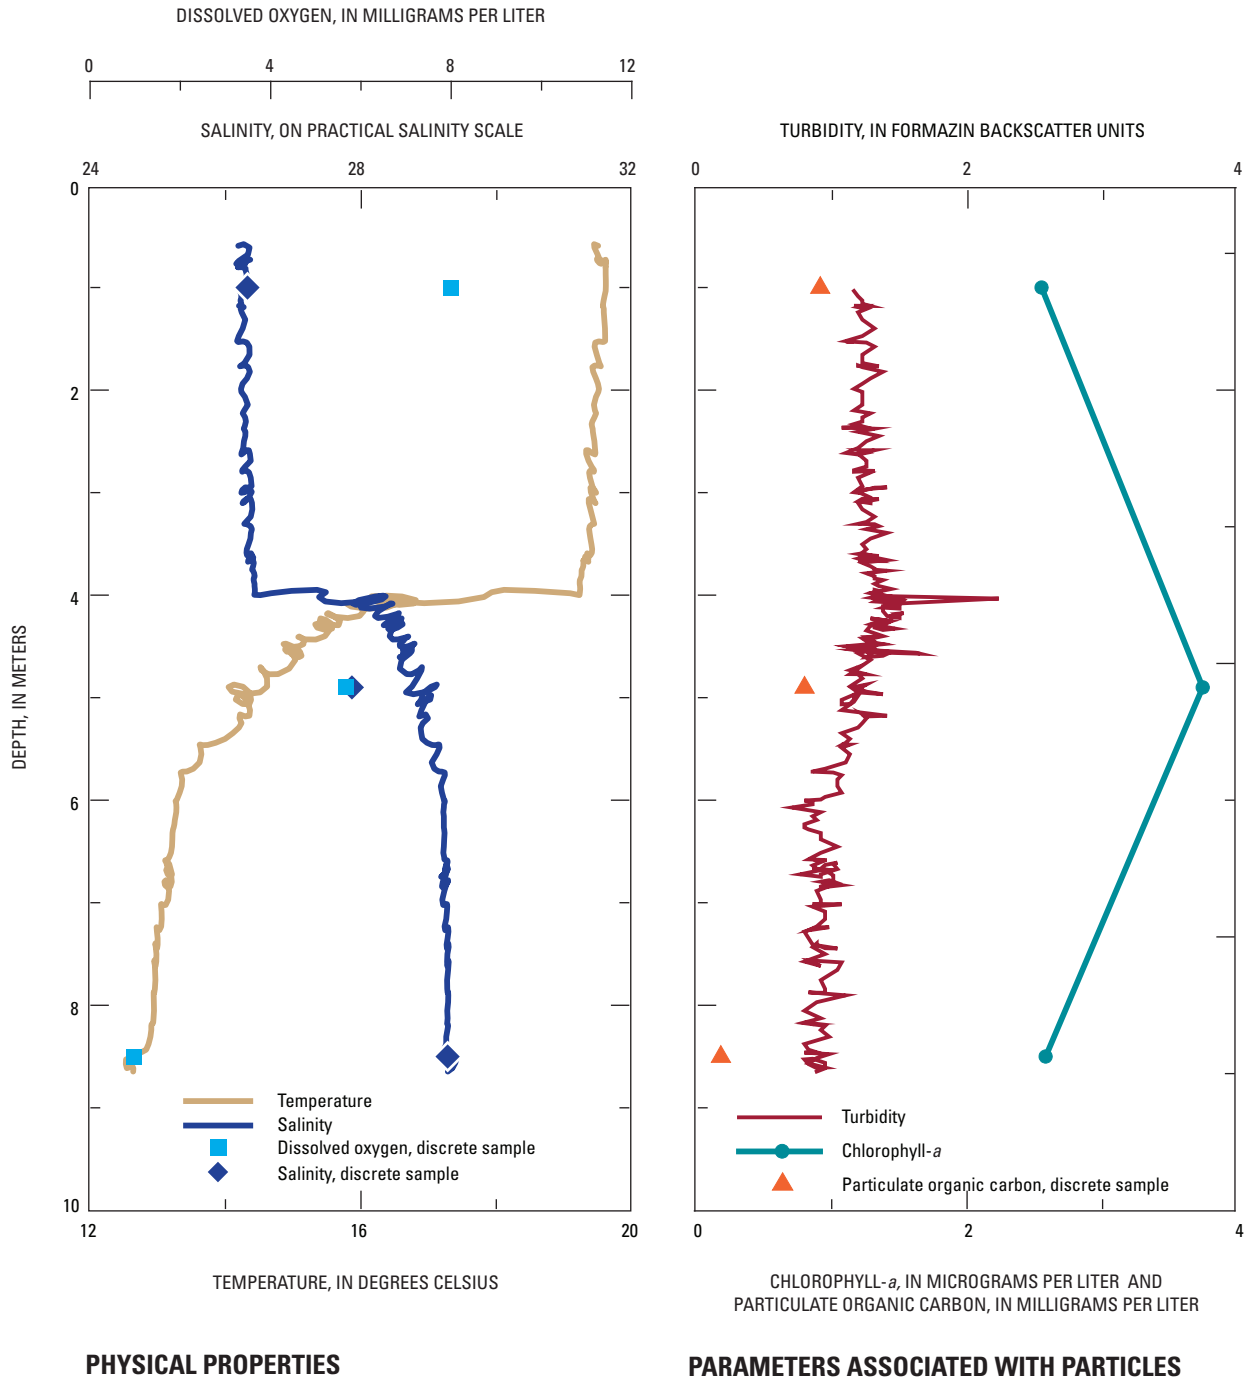 DISSOLVED OXYGEN, IN MILLIGRAMS PER LITER
0 4 8 12
SALINITY, ON PRACTICAL SALINITY SCALE
24 28 32
TURBIDITY, IN FORMAZIN BACKSCATTER UNITS
0 2 4
DEPTH, IN METERS
0
2
4
6
8
10
Temperature
Salinity
Dissolved oxygen, discrete sample
Salinity, discrete sample
12 16 20
TEMPERATURE, IN DEGREES CELSIUS
PHYSICAL PROPERTIES
Turbidity
Chlorophyll-a
Particulate organic carbon, discrete sample
0 2 4
CHLOROPHYLL-a, IN MICROGRAMS PER LITER AND
PARTICULATE ORGANIC CARBON, IN MILLIGRAMS PER LITER
PARAMETERS ASSOCIATED WITH PARTICLES